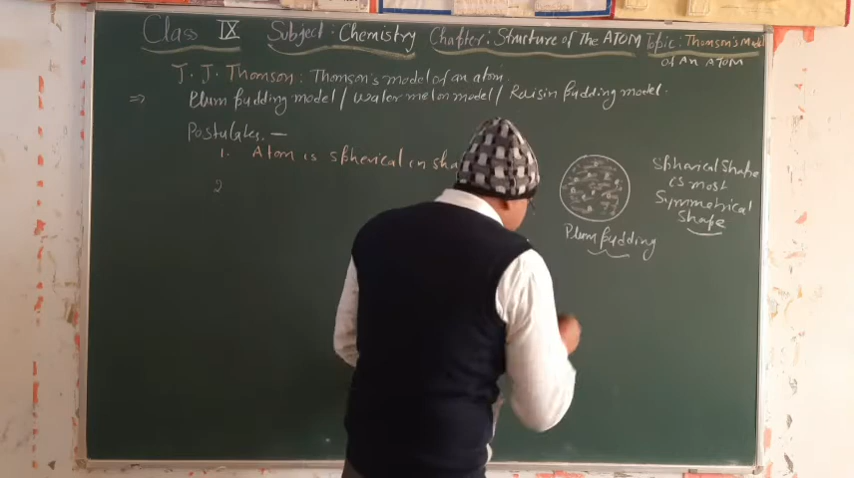 Class IX Subject: Chemistry Chapter: Structure of The ATOM Topic: Thomson's Model of An ATOM
J. J. Thomson: Thomson's model of an atom.
⇒ Plum pudding model / Water melon model / Raisin pudding model.
Postulates. —
1. Atom is spherical in sha
2
Plum pudding
Spherical Shape
is most
Symmetrical
Shape